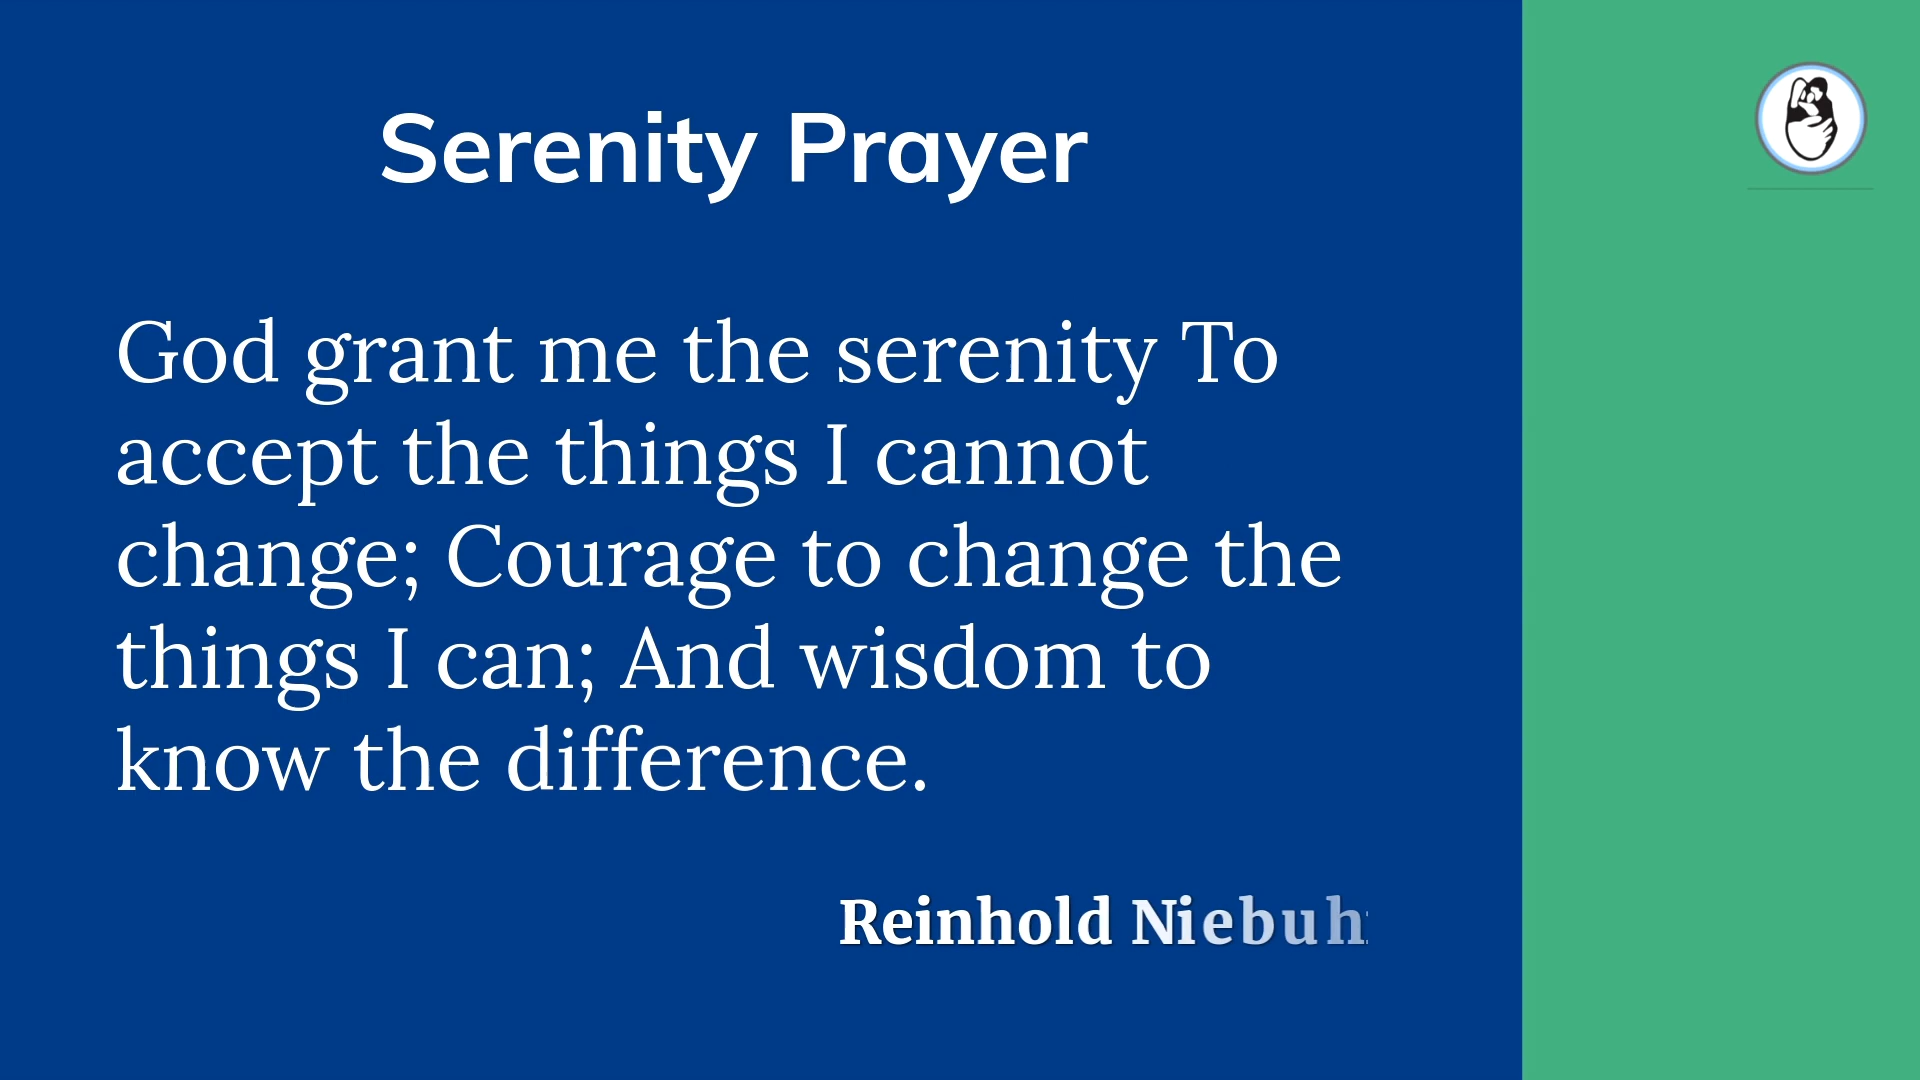 Serenity Prayer
God grant me the serenity To
accept the things I cannot
change; Courage to change the
things I can; And wisdom to
know the difference.
Reinhold Niebuhr